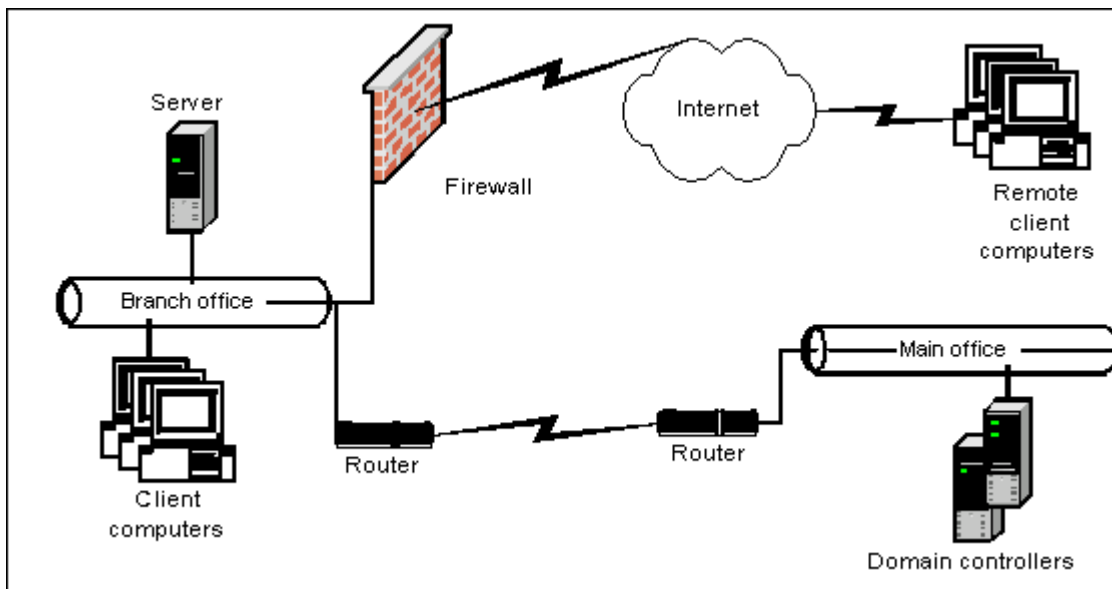 Server
Internet
Firewall
Remote
client
computers
Branch office
Main office
Router
Router
Client
computers
Domain controllers